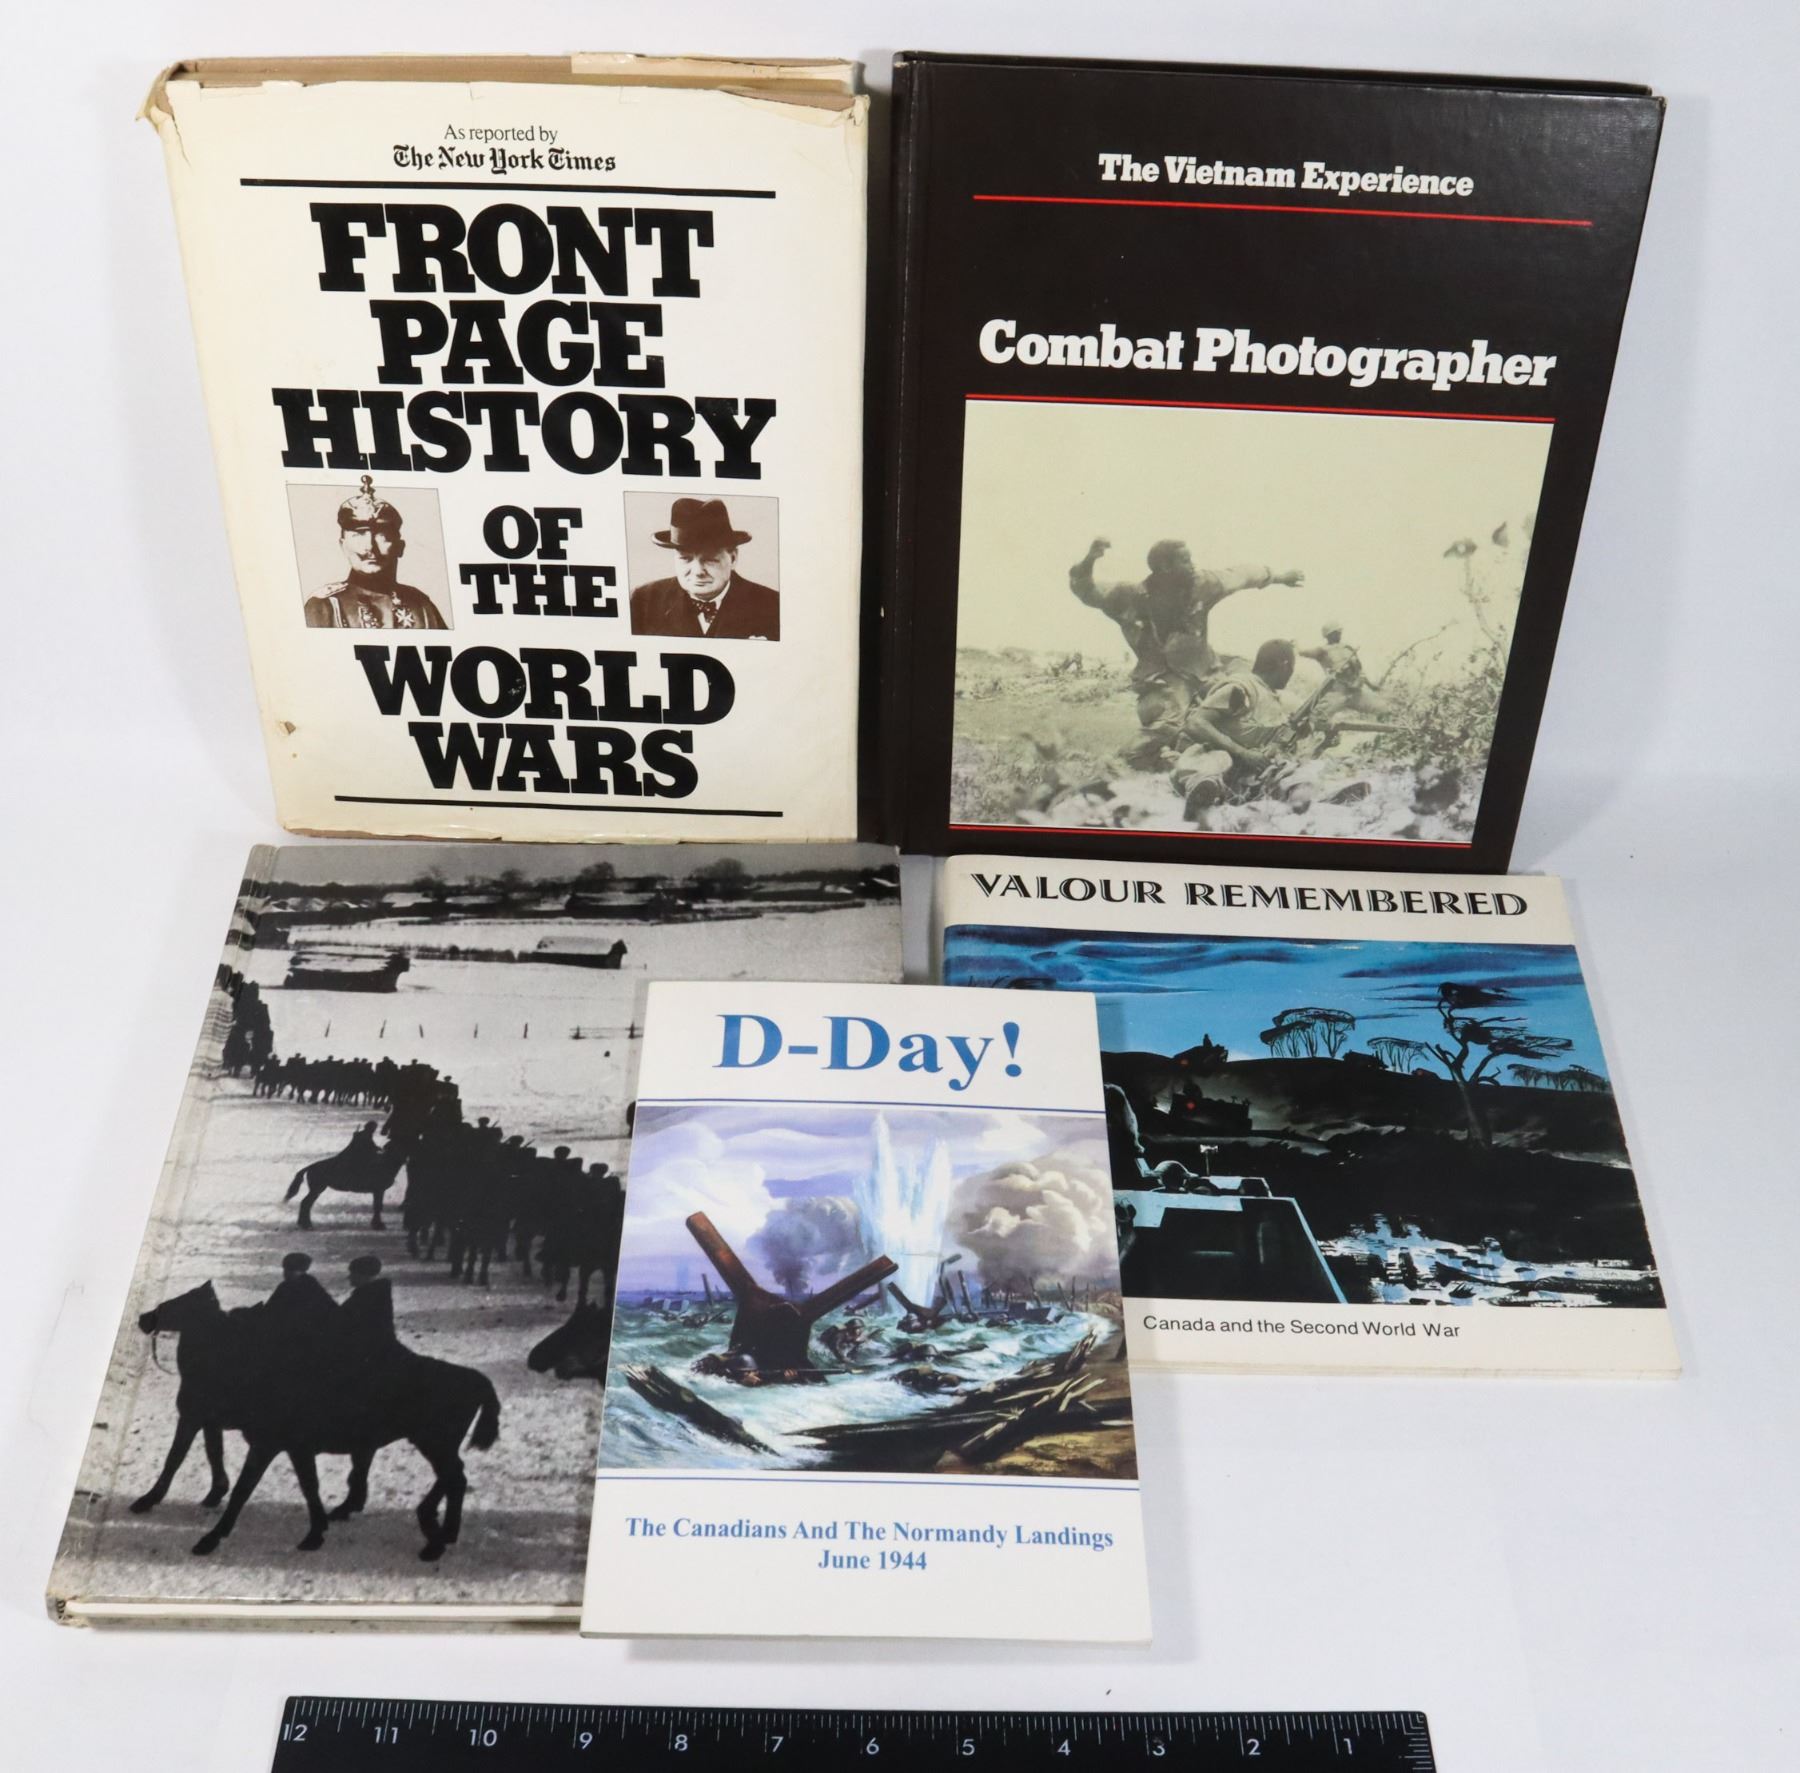 As reported by
The New York Times
FRONT
PAGE
HISTORY
OF
THE
WORLD
WARS
The Vietnam Experience
Combat Photographer
VALOUR REMEMBERED
Canada and the Second World War
D-Day!
The Canadians And The Normandy Landings
June 1944
12 11 10 9 8 7 6 5 4 3 2 1